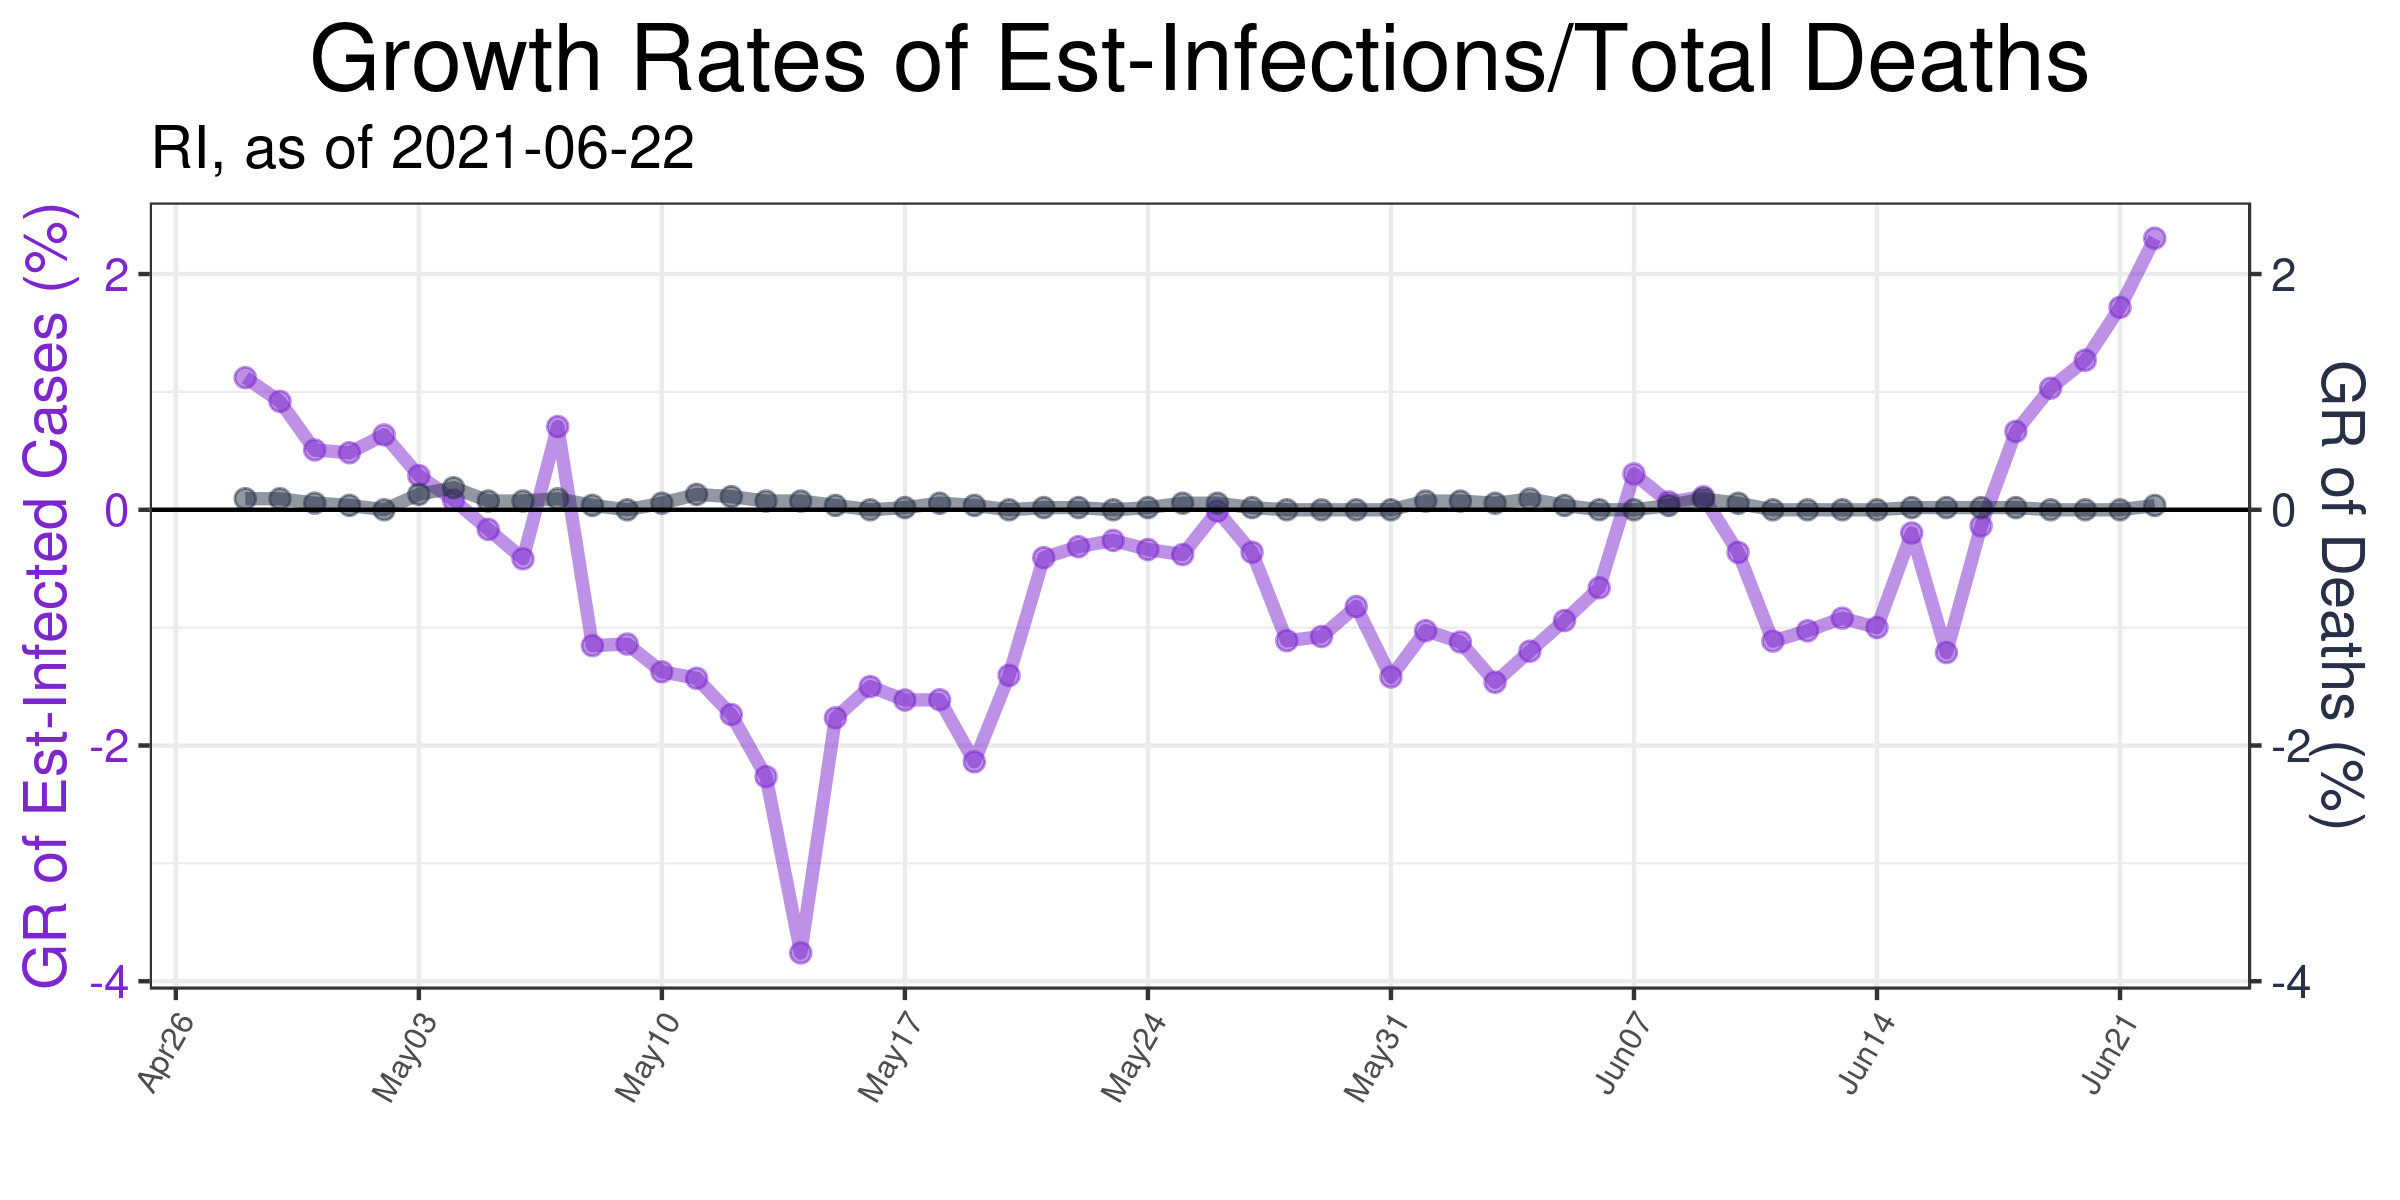 Growth Rates of Est-Infections/Total Deaths
RI, as of 2021-06-22
GR of Est-Infected Cases (%)
2
0
-2
-4
2
0
-2
-4
GR of Deaths (%)
Apr26
May03
May10
May17
May24
May31
Jun07
Jun14
Jun21